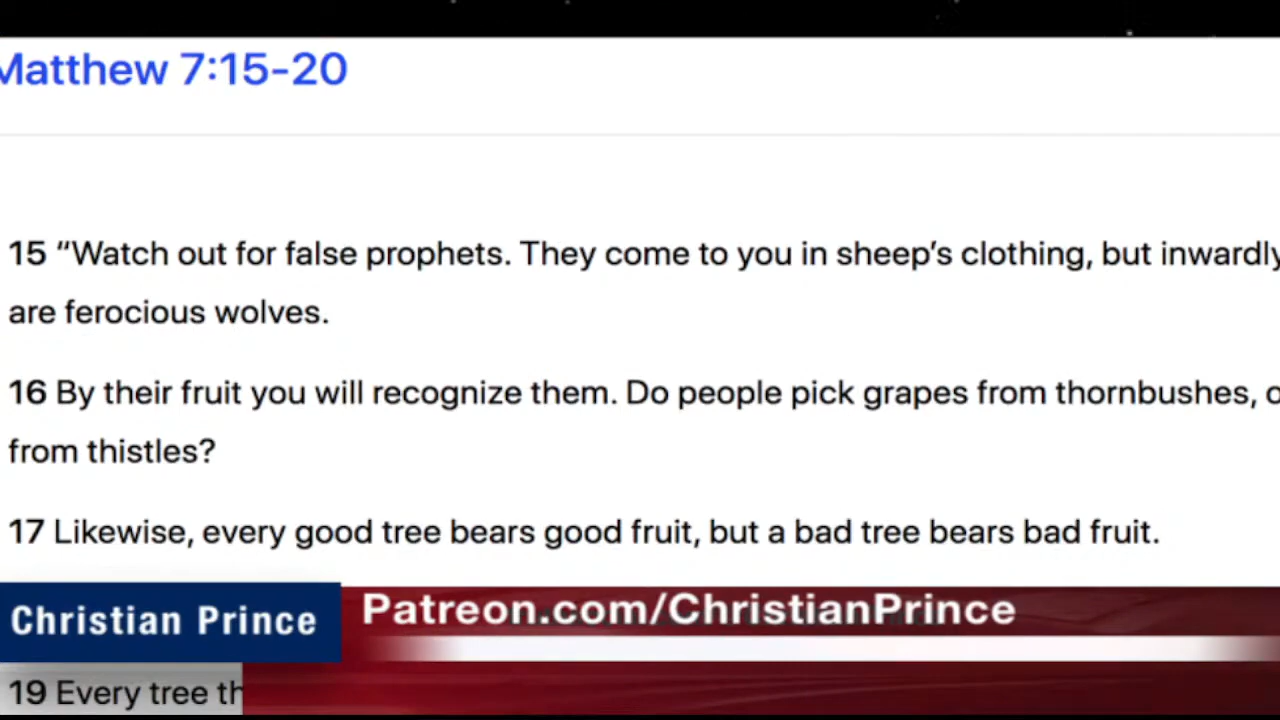 Matthew 7:15-20
15 “Watch out for false prophets. They come to you in sheep’s clothing, but inwardly
are ferocious wolves.
16 By their fruit you will recognize them. Do people pick grapes from thornbushes,
from thistles?
17 Likewise, every good tree bears good fruit, but a bad tree bears bad fruit.
Christian Prince
Patreon.com/ChristianPrince
19 Every tree